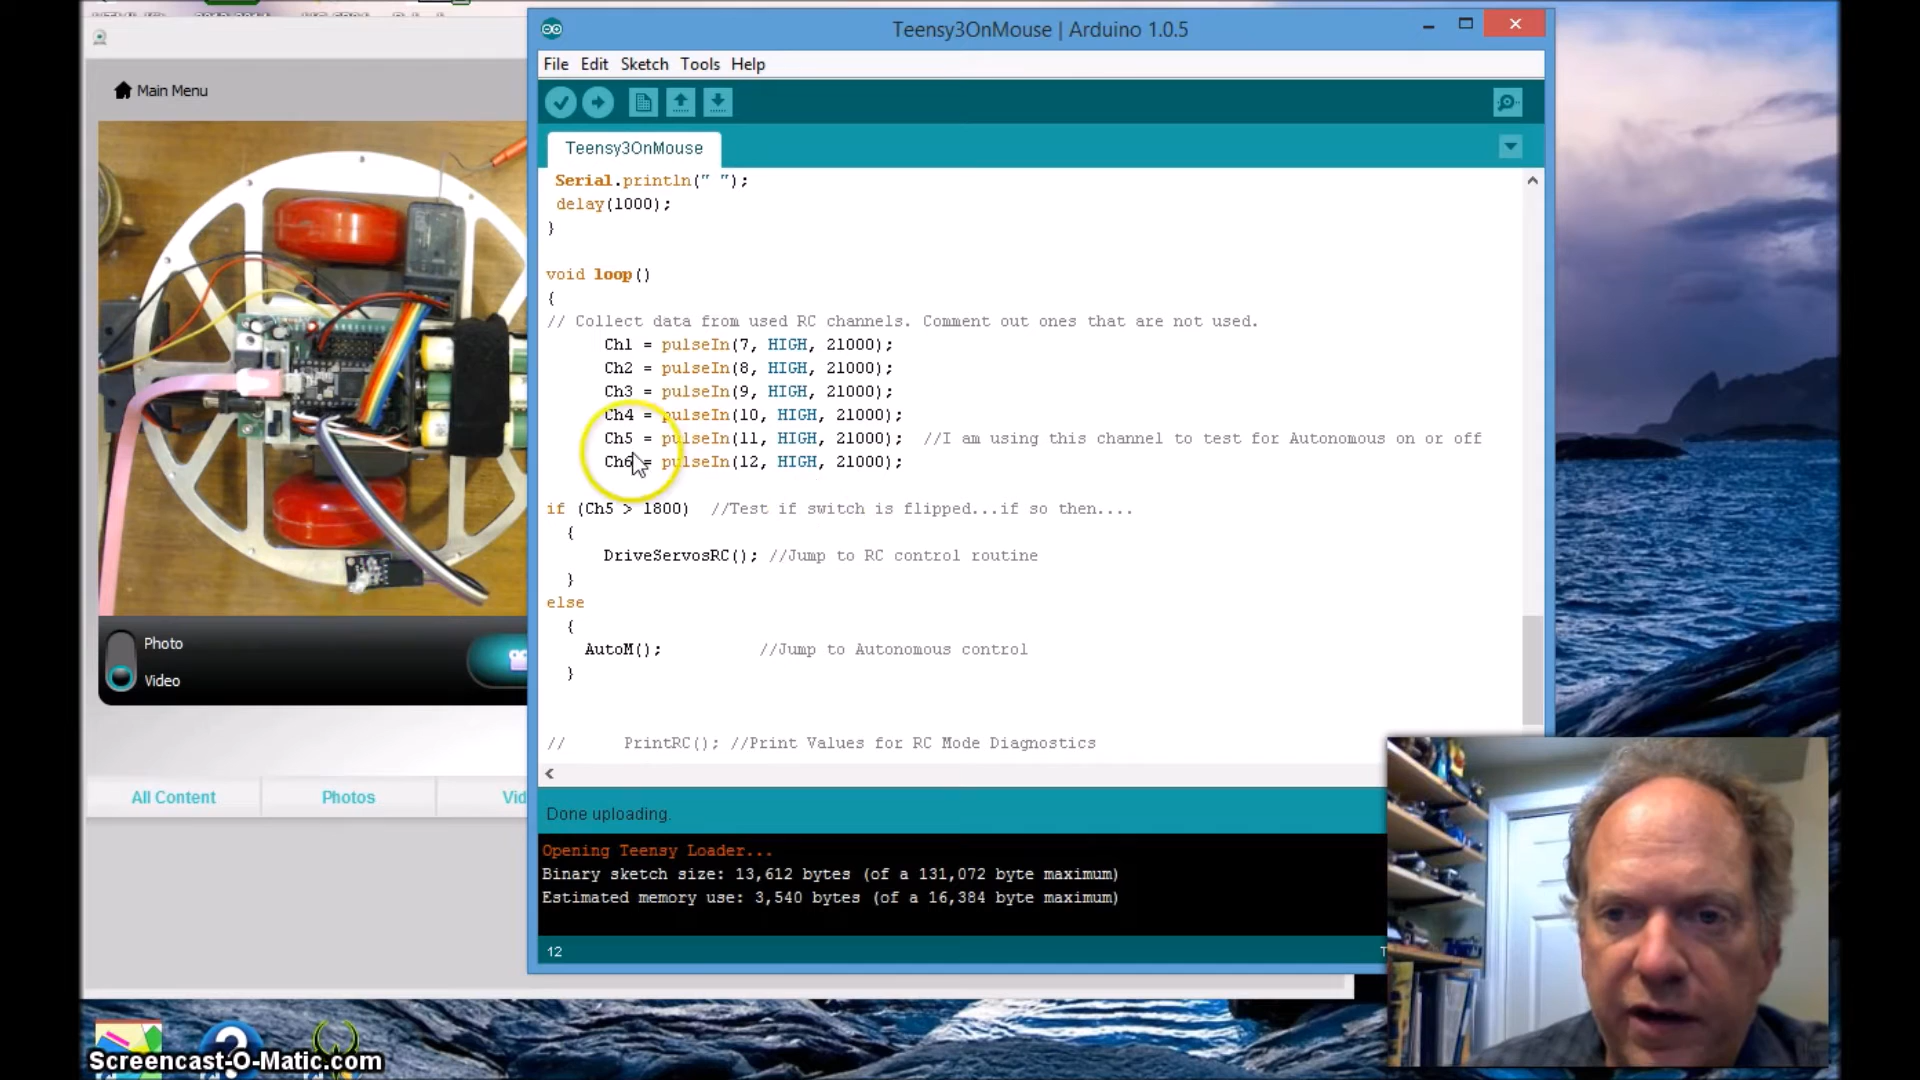 Teensy3OnMouse | Arduino 1.0.5
File Edit Sketch Tools Help
Main Menu
Teensy3OnMouse
Serial.println(" ");
delay(1000);
}
void loop()
{
// Collect data from used RC channels. Comment out ones that are not used.
Ch1 = pulseIn(7, HIGH, 21000);
Ch2 = pulseIn(8, HIGH, 21000);
Ch3 = pulseIn(9, HIGH, 21000);
Ch4 = pulseIn(10, HIGH, 21000);
Ch5 = pulseIn(11, HIGH, 21000); //I am using this channel to test for Autonomous on or off
Ch6 = pulseIn(12, HIGH, 21000);
if (Ch5 > 1800) //Test if switch is flipped...if so then....
{
DriveServosRC(); //Jump to RC control routine
}
else
{
AutoM(); //Jump to Autonomous control
}
// PrintRC(); //Print Values for RC Mode Diagnostics
Photo
Video
All Content Photos Vid
Done uploading.
Opening Teensy Loader...
Binary sketch size: 13,612 bytes (of a 131,072 byte maximum)
Estimated memory use: 3,540 bytes (of a 16,384 byte maximum)
12 T
Screencast-O-Matic.com